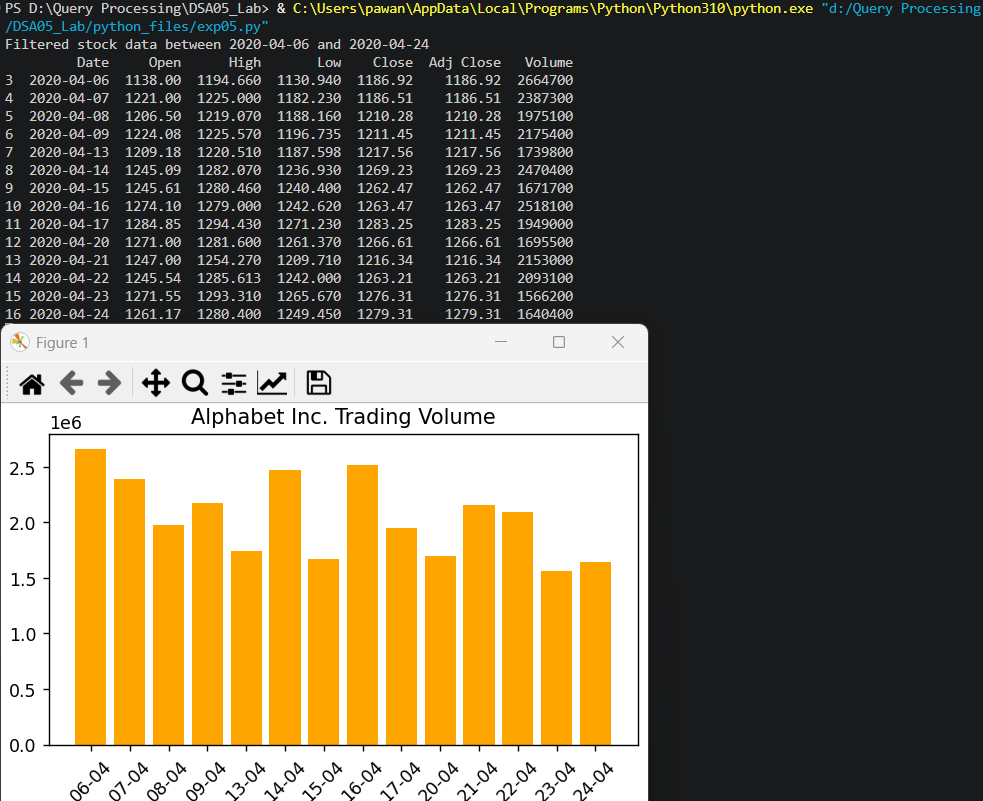 PS D:\Query Processing\DSA05_Lab> & C:\Users\pawan\AppData\Local\Programs\Python\Python310\python.exe "d:/Query Processing
/DSA05_Lab/python_files/exp05.py"
Filtered stock data between 2020-04-06 and 2020-04-24
Date Open High Low Close Adj Close Volume
3 2020-04-06 1138.00 1194.660 1130.940 1186.92 1186.92 2664700
4 2020-04-07 1221.00 1225.000 1182.230 1186.51 1186.51 2387300
5 2020-04-08 1206.50 1219.070 1188.160 1210.28 1210.28 1975100
6 2020-04-09 1224.08 1225.570 1196.735 1211.45 1211.45 2175400
7 2020-04-13 1209.18 1220.510 1187.598 1217.56 1217.56 1739800
8 2020-04-14 1245.09 1282.070 1236.930 1269.23 1269.23 2470400
9 2020-04-15 1245.61 1280.460 1240.400 1262.47 1262.47 1671700
10 2020-04-16 1274.10 1279.000 1242.620 1263.47 1263.47 2518100
11 2020-04-17 1284.85 1294.430 1271.230 1283.25 1283.25 1949000
12 2020-04-20 1271.00 1281.600 1261.370 1266.61 1266.61 1695500
13 2020-04-21 1247.00 1254.270 1209.710 1216.34 1216.34 2153000
14 2020-04-22 1245.54 1285.613 1242.000 1263.21 1263.21 2093100
15 2020-04-23 1271.55 1293.310 1265.670 1276.31 1276.31 1566200
16 2020-04-24 1261.17 1280.400 1249.450 1279.31 1279.31 1640400
Figure 1
Alphabet Inc. Trading Volume
1e6
2.5
2.0
1.5
1.0
0.5
0.0
06-04 07-04 08-04 09-04 13-04 14-04 15-04 16-04 17-04 20-04 21-04 22-04 23-04 24-04